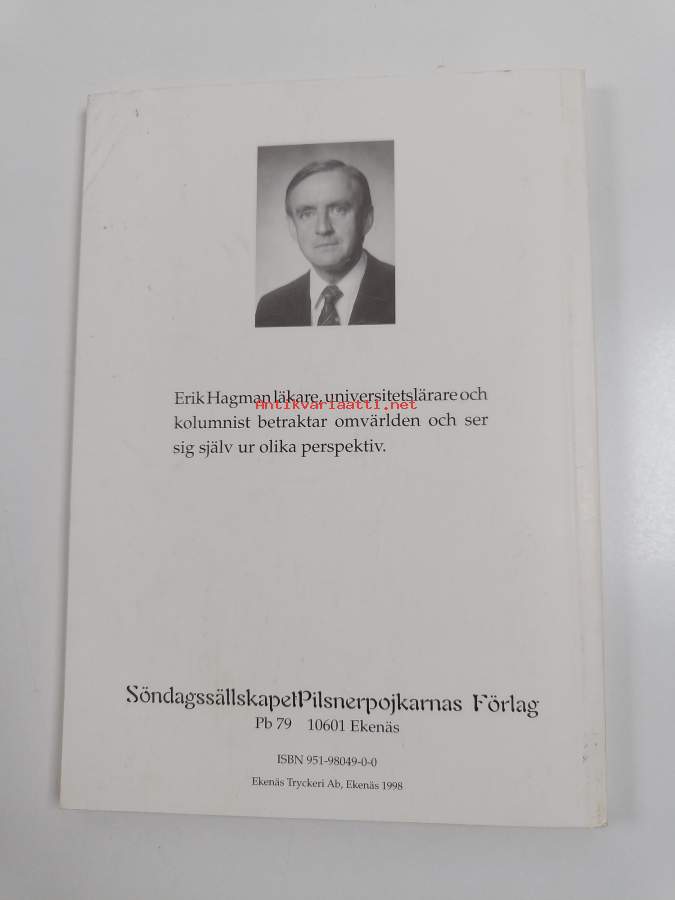 Erik Hagman läkare, universitetslärare och
Antikvariaatti.net
kolumnist betraktar omvärlden och ser
sig själv ur olika perspektiv.
SöndagssällskapetPilsnerpojkarnas Förlag
Pb 79 10601 Ekenäs
ISBN 951-98049-0-0
Ekenäs Tryckeri Ab, Ekenäs 1998